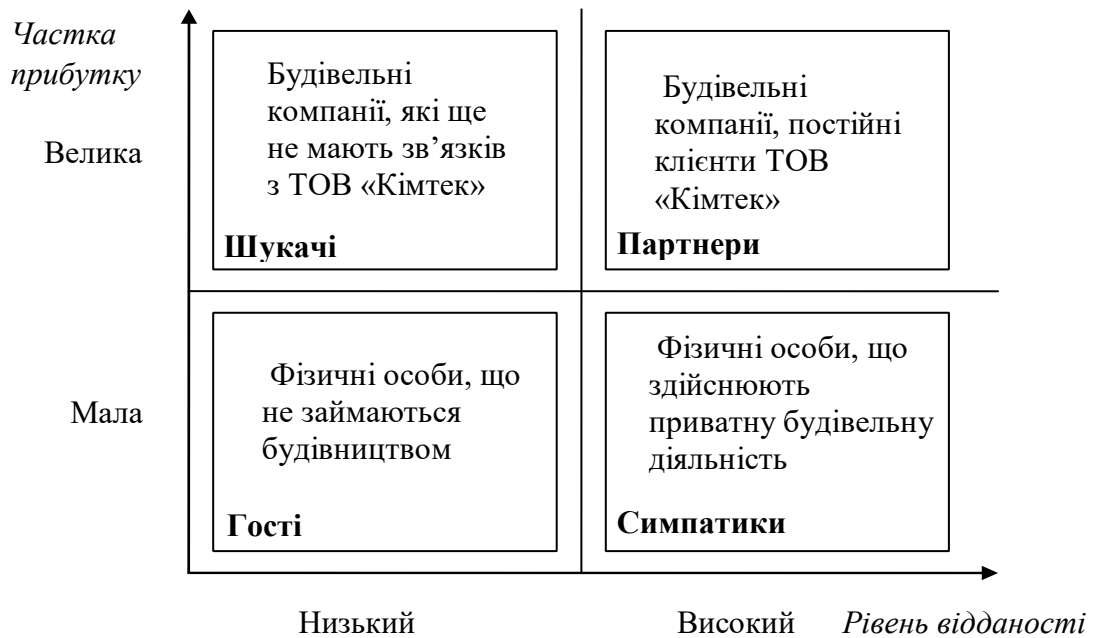 Частка
прибутку
Велика
Будівельні
компанії, які ще
не мають зв’язків
з ТОВ «Кімтек»
Шукачі
Будівельні
компанії, постійні
клієнти ТОВ
«Кімтек»
Партнери
Мала
Фізичні особи, що
не займаються
будівництвом
Гості
Фізичні особи, що
здійснюють
приватну будівельну
діяльність
Симпатики
Низький
Високий
Рівень відданості